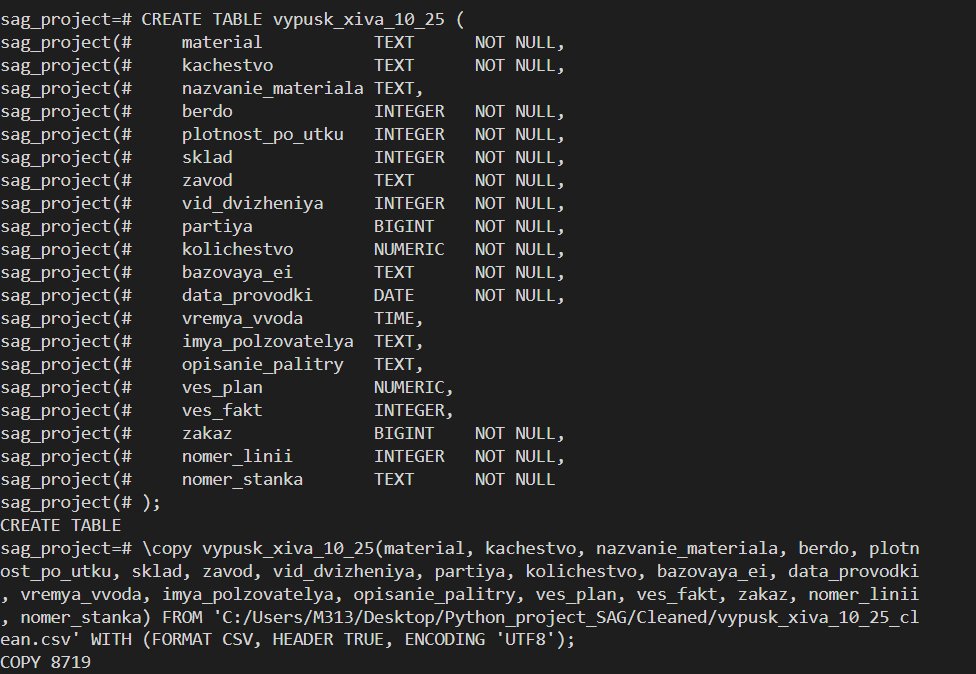 sag_project=# CREATE TABLE vypusk_xiva_10_25 (
sag_project(#     material           TEXT      NOT NULL,
sag_project(#     kachestvo          TEXT      NOT NULL,
sag_project(#     nazvanie_materiala TEXT,
sag_project(#     berdo              INTEGER   NOT NULL,
sag_project(#     plotnost_po_utku   INTEGER   NOT NULL,
sag_project(#     sklad              INTEGER   NOT NULL,
sag_project(#     zavod              TEXT      NOT NULL,
sag_project(#     vid_dvizheniya     INTEGER   NOT NULL,
sag_project(#     partiya            BIGINT    NOT NULL,
sag_project(#     kolichestvo        NUMERIC   NOT NULL,
sag_project(#     bazovaya_ei        TEXT      NOT NULL,
sag_project(#     data_provodki      DATE      NOT NULL,
sag_project(#     vremya_vvoda       TIME,
sag_project(#     imya_polzovatelya  TEXT,
sag_project(#     opisanie_palitry   TEXT,
sag_project(#     ves_plan           NUMERIC,
sag_project(#     ves_fakt           INTEGER,
sag_project(#     zakaz              BIGINT    NOT NULL,
sag_project(#     nomer_linii        INTEGER   NOT NULL,
sag_project(#     nomer_stanka       TEXT      NOT NULL
sag_project(# );
CREATE TABLE
sag_project=# \copy vypusk_xiva_10_25(material, kachestvo, nazvanie_materiala, berdo, plotn
ost_po_utku, sklad, zavod, vid_dvizheniya, partiya, kolichestvo, bazovaya_ei, data_provodki
, vremya_vvoda, imya_polzovatelya, opisanie_palitry, ves_plan, ves_fakt, zakaz, nomer_linii
, nomer_stanka) FROM 'C:/Users/M313/Desktop/Python_project_SAG/Cleaned/vypusk_xiva_10_25_cl
ean.csv' WITH (FORMAT CSV, HEADER TRUE, ENCODING 'UTF8');
COPY 8719